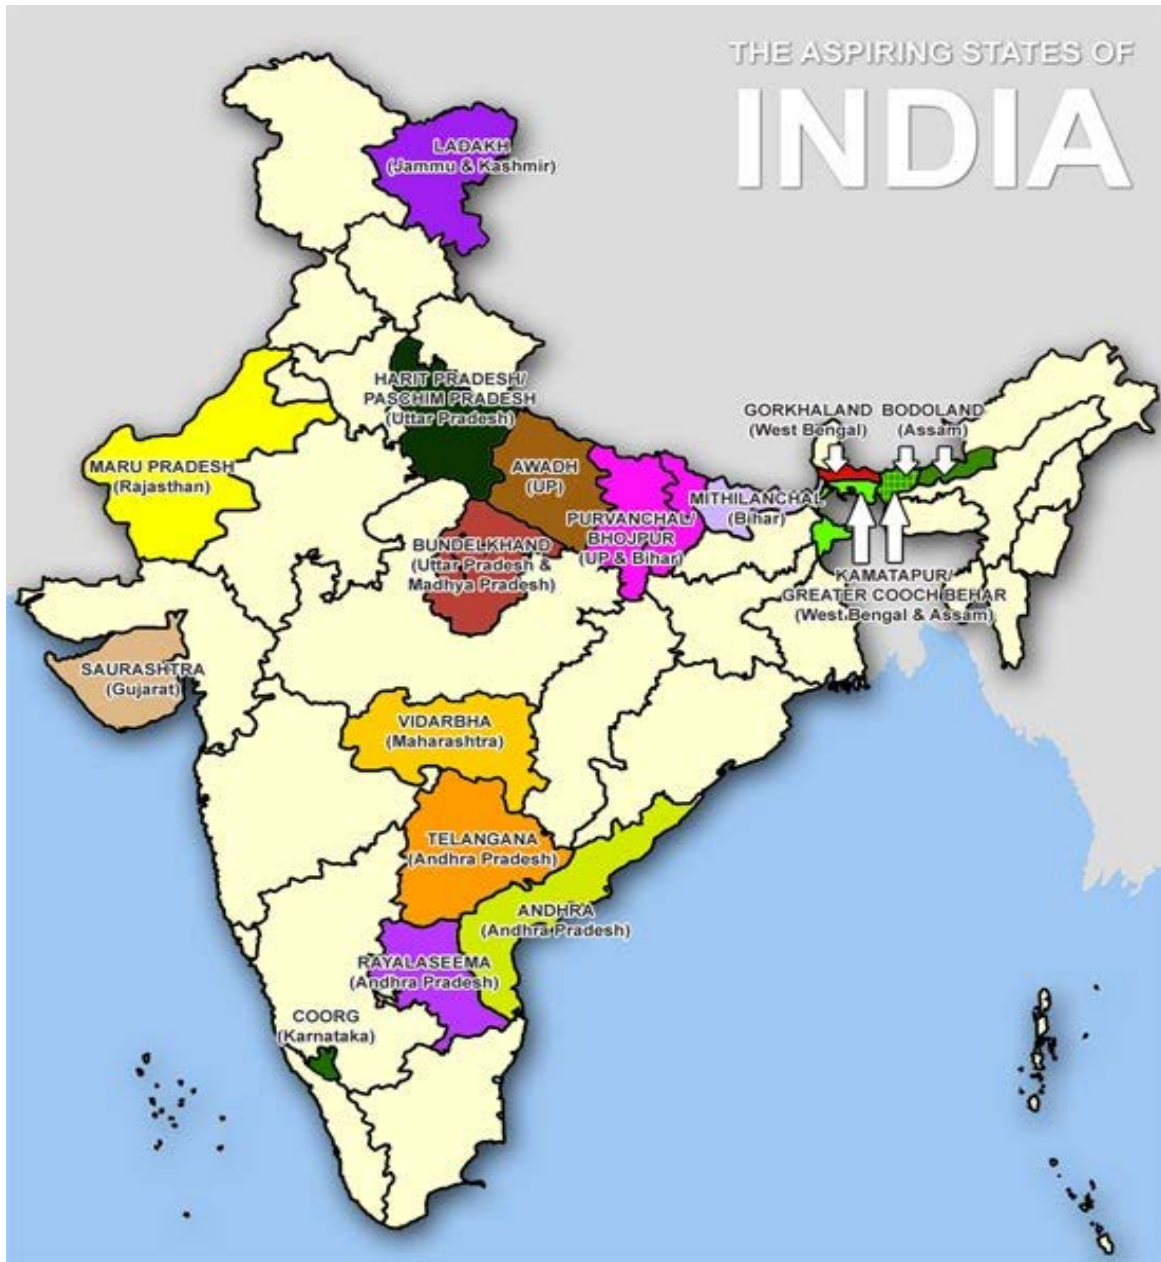 THE ASPIRING STATES OF
INDIA
LADAKH
(Jammu & Kashmir)
HARIT PRADESH/
PASCHIM PRADESH
(Uttar Pradesh)
GORKHALAND
(West Bengal)
BODOLAND
(Assam)
MARU PRADESH
(Rajasthan)
AWADH
(UP)
MITHILANCHAL
(Bihar)
PURVANCHAL/
BHOJPUR
(UP & Bihar)
BUNDELKHAND
(Uttar Pradesh &
Madhya Pradesh)
KAMATAPUR/
GREATER COOCH BEHAR
(West Bengal & Assam)
SAURASHTRA
(Gujarat)
VIDARBHA
(Maharashtra)
TELANGANA
(Andhra Pradesh)
ANDHRA
(Andhra Pradesh)
RAYALASEEMA
(Andhra Pradesh)
COORG
(Karnataka)